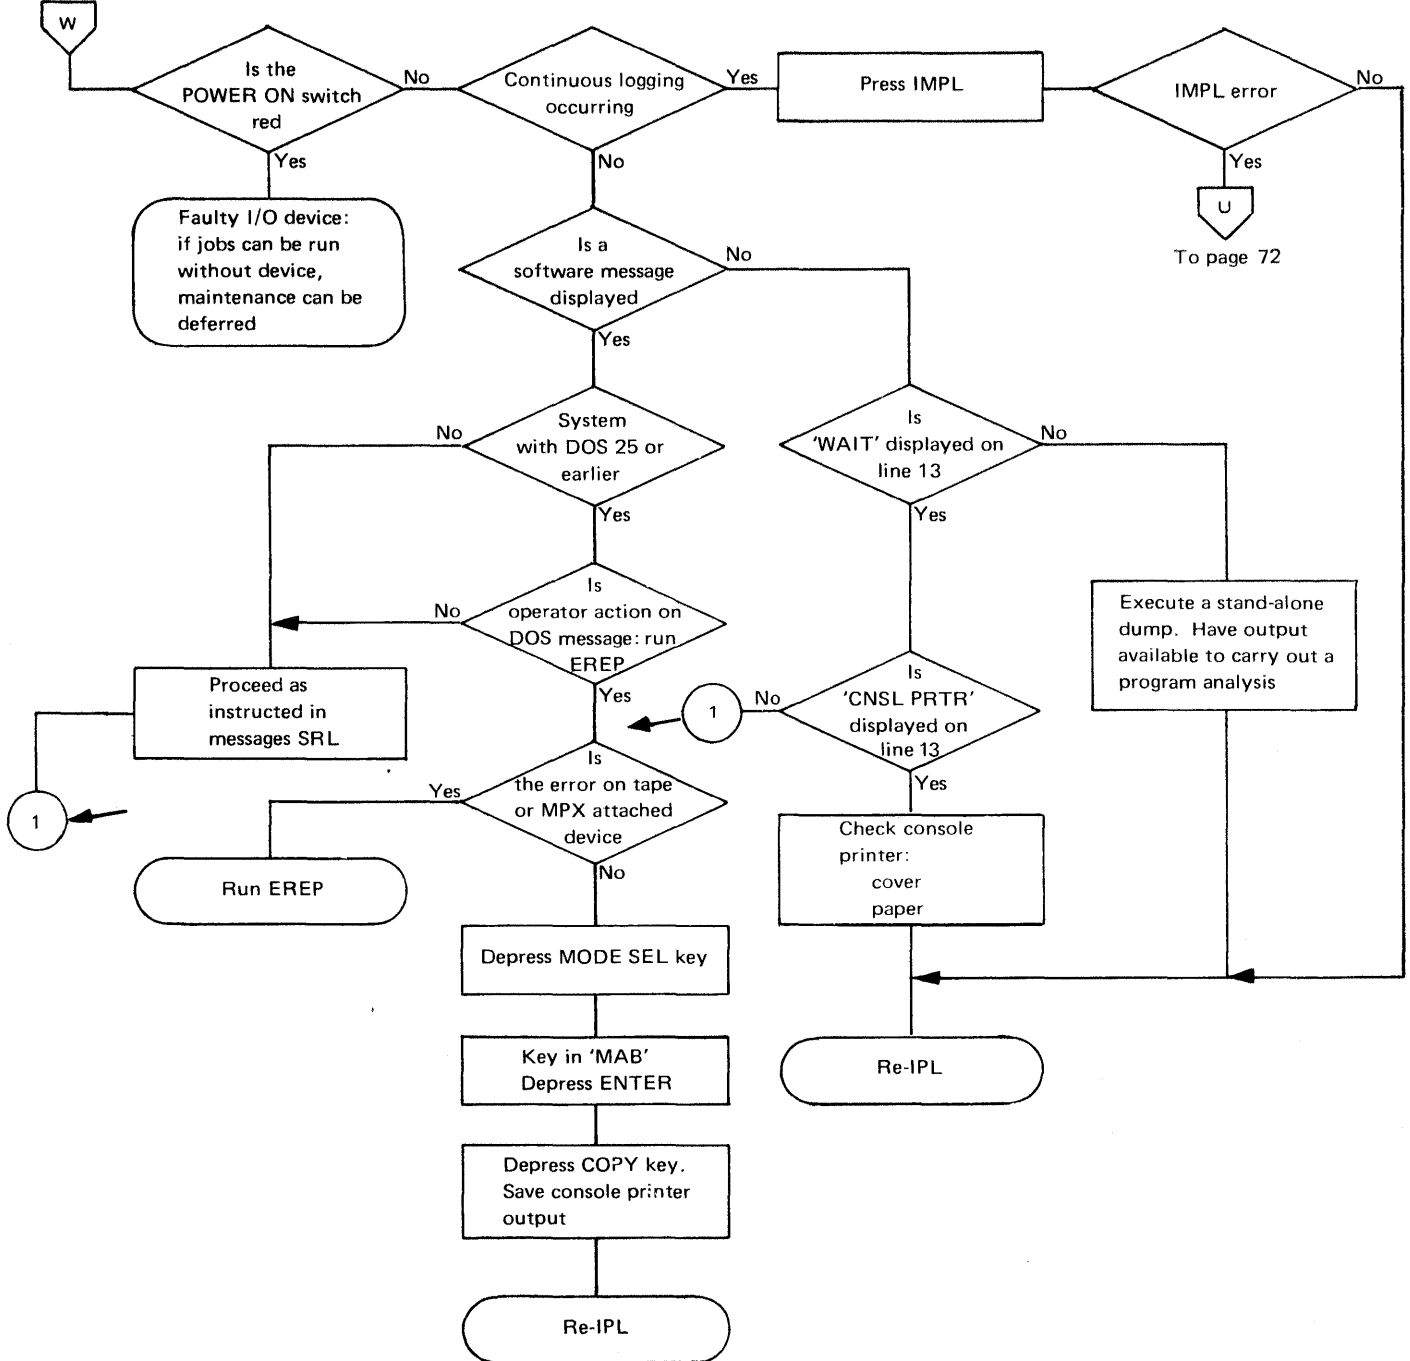 W
Is the
POWER ON switch
red
No
Yes
Continuous logging
occurring
Yes
No
Press IMPL
IMPL error
No
Yes
U
To page 72
Faulty I/O device:
if jobs can be run
without device,
maintenance can be
deferred
Is a
software message
displayed
No
Yes
System
with DOS 25 or
earlier
No
Yes
Is
'WAIT' displayed on
line 13
No
Yes
Is
operator action on
DOS message: run
EREP
No
Yes
Execute a stand-alone
dump. Have output
available to carry out a
program analysis
Proceed as
instructed in
messages SRL
1
Is
'CNSL PRTR'
displayed on
line 13
No
Yes
1
Is
the error on tape
or MPX attached
device
Yes
No
Run EREP
Check console
printer:
cover
paper
Depress MODE SEL key
Key in 'MAB'
Depress ENTER
Re-IPL
Depress COPY key.
Save console printer
output
Re-IPL